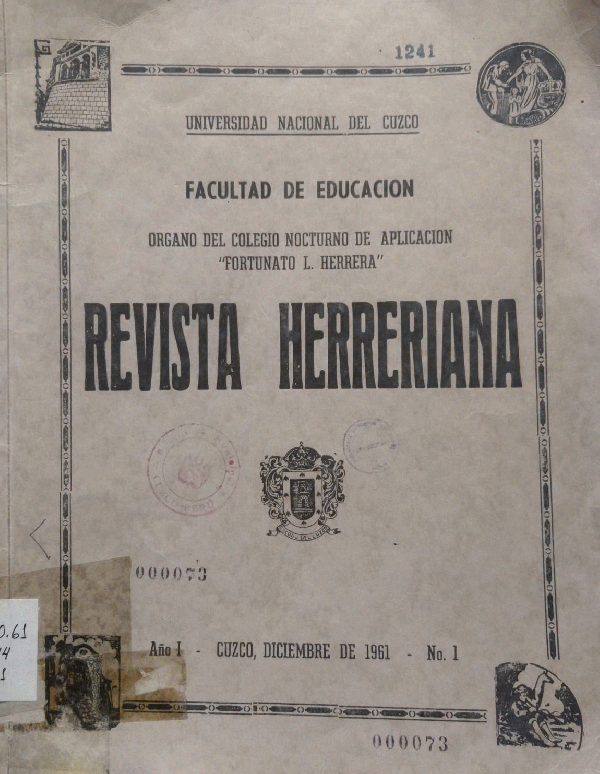 1241
UNIVERSIDAD NACIONAL DEL CUZCO
FACULTAD DE EDUCACION
ORGANO DEL COLEGIO NOCTURNO DE APLICACION
"FORTUNATO L. HERRERA"
REVISTA HERRERIANA
000073
Año I - CUZCO, DICIEMBRE DE 1961 - No. 1
000073